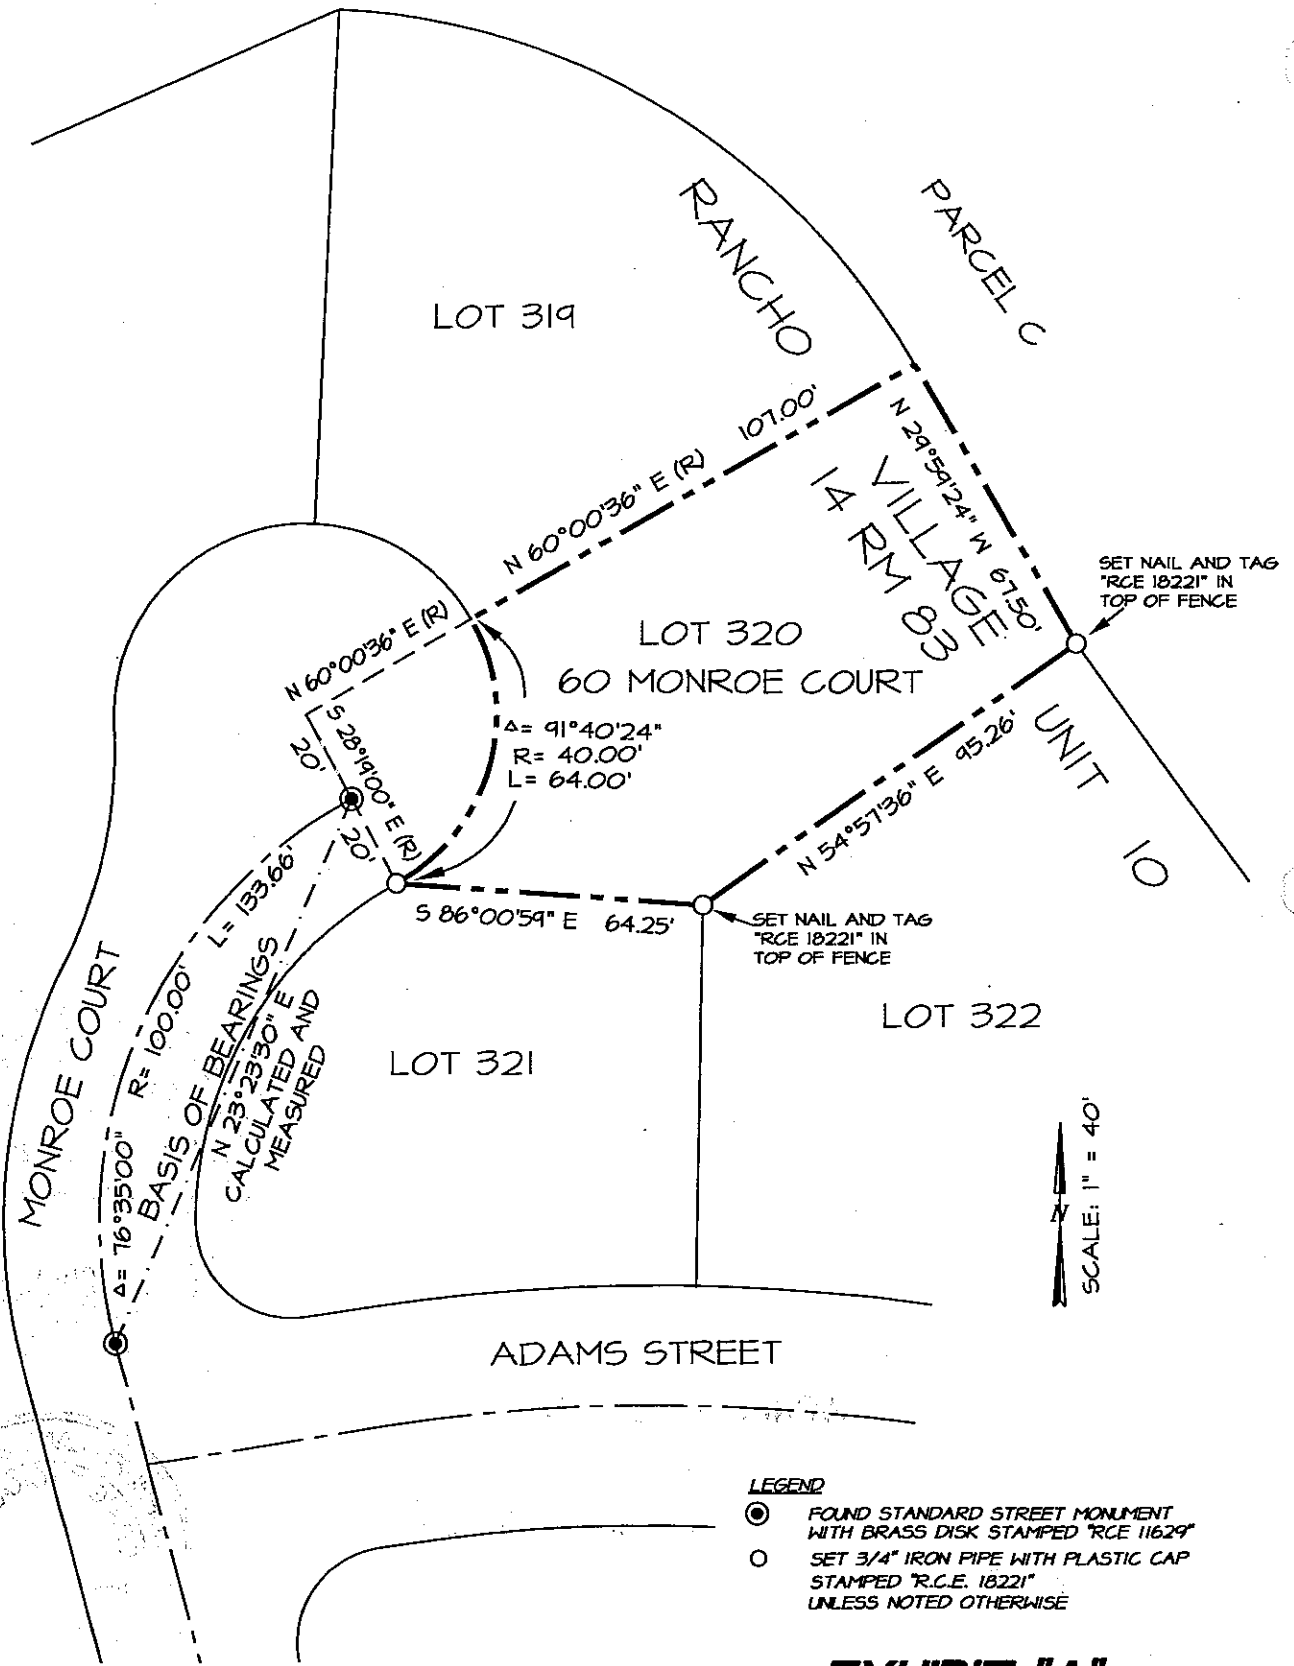 RANCHO
PARCEL C
LOT 319
107.00'
N 60°00'36" E (R)
N 29°59'24" W 67.50'
VILLAGE
14 RM 83
SET NAIL AND TAG
"RCE 18221" IN
TOP OF FENCE
N 60°00'36" E (R)
LOT 320
60 MONROE COURT
S 28°19'00" E (R)
20'
20'
Δ= 91°40'24"
R= 40.00'
L= 64.00'
UNIT 10
N 54°57'36" E 95.26'
S 86°00'59" E 64.25'
SET NAIL AND TAG
"RCE 18221" IN
TOP OF FENCE
Δ= 76°35'00" R= 100.00' L= 133.66'
BASIS OF BEARINGS
N 23°23'30" E
CALCULATED AND
MEASURED
MONROE COURT
LOT 321
LOT 322
N
SCALE: 1" = 40'
ADAMS STREET
LEGEND
FOUND STANDARD STREET MONUMENT
WITH BRASS DISK STAMPED "RCE 11629"
SET 3/4" IRON PIPE WITH PLASTIC CAP
STAMPED "R.C.E. 18221"
UNLESS NOTED OTHERWISE
EXHIBIT "A"